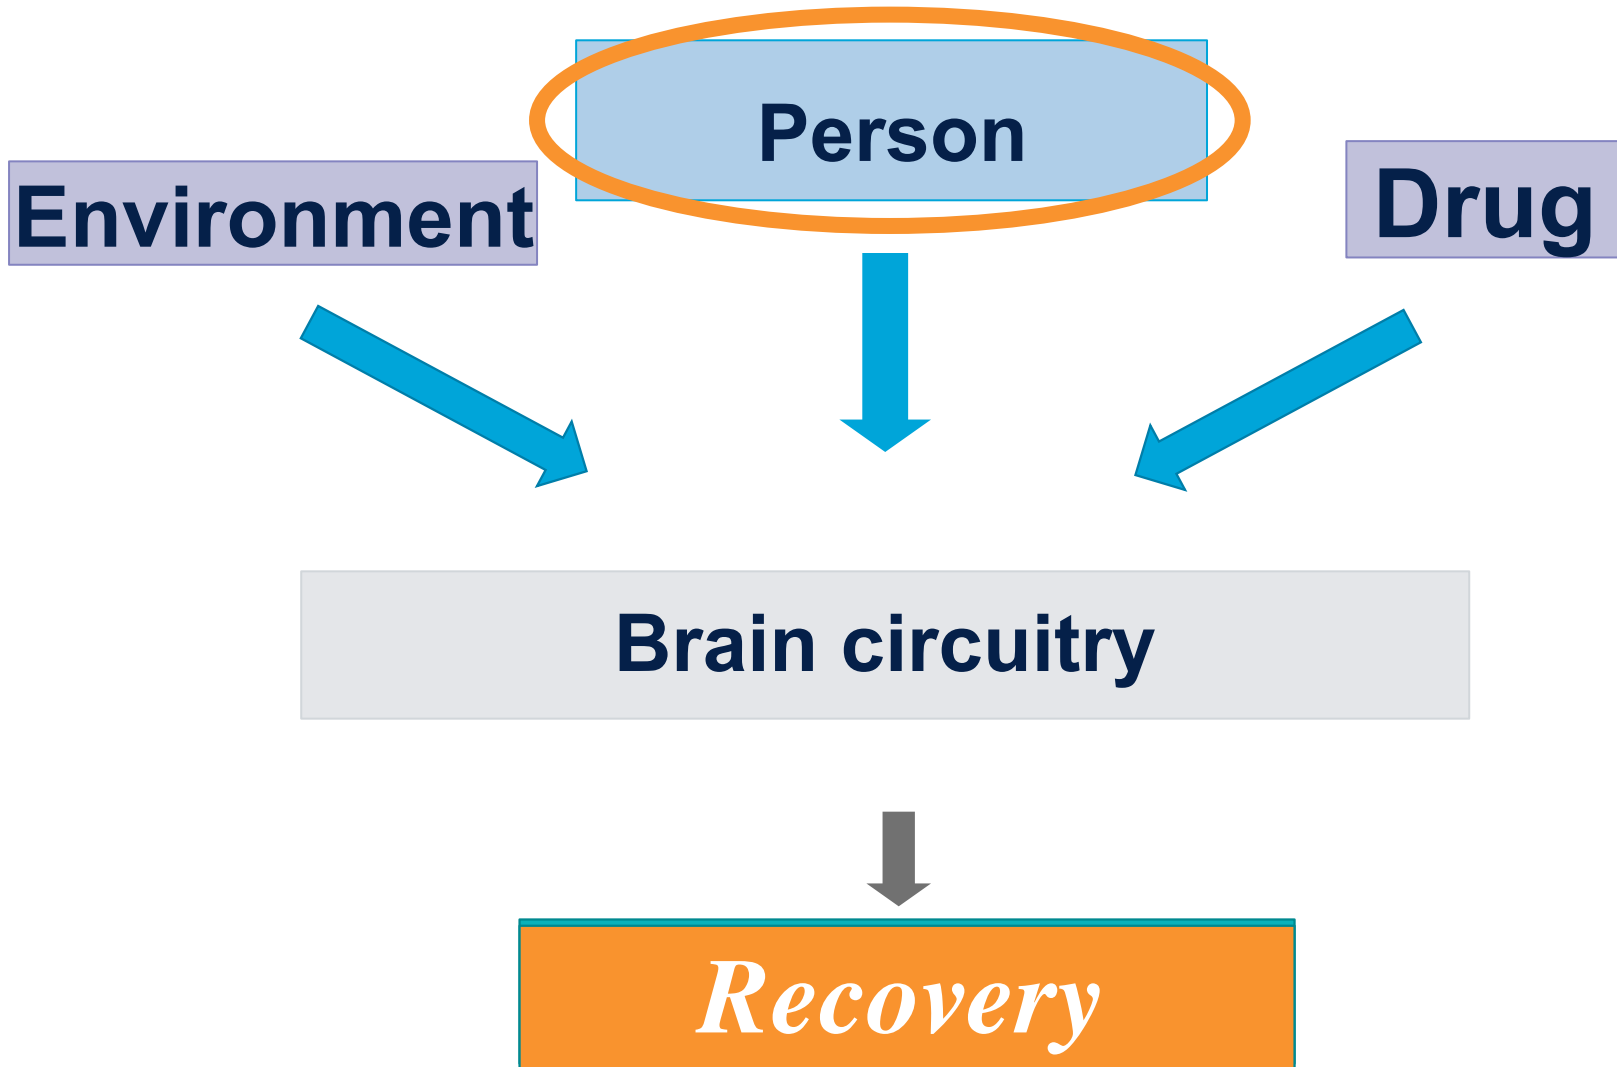 Person
Environment
Drug
Brain circuitry
Recovery